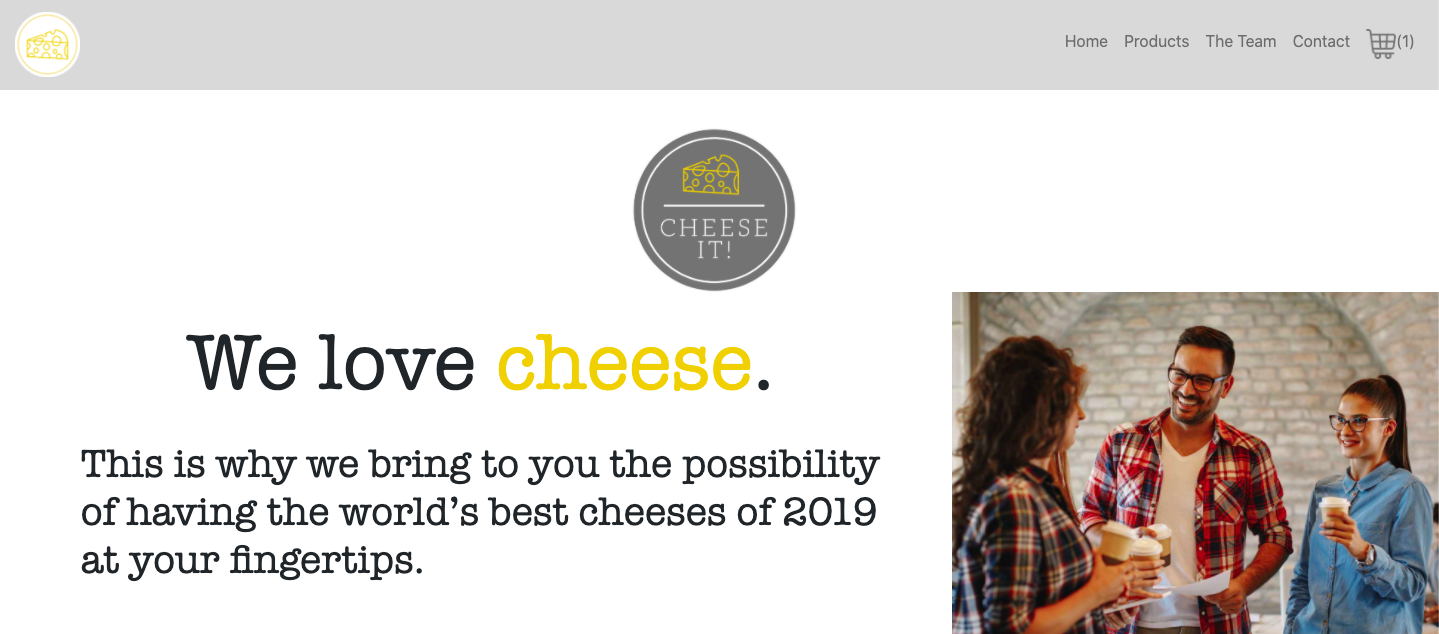 Home Products The Team Contact (1)
CHEESE
IT!
We love cheese.
This is why we bring to you the possibility
of having the world’s best cheeses of 2019
at your fingertips.